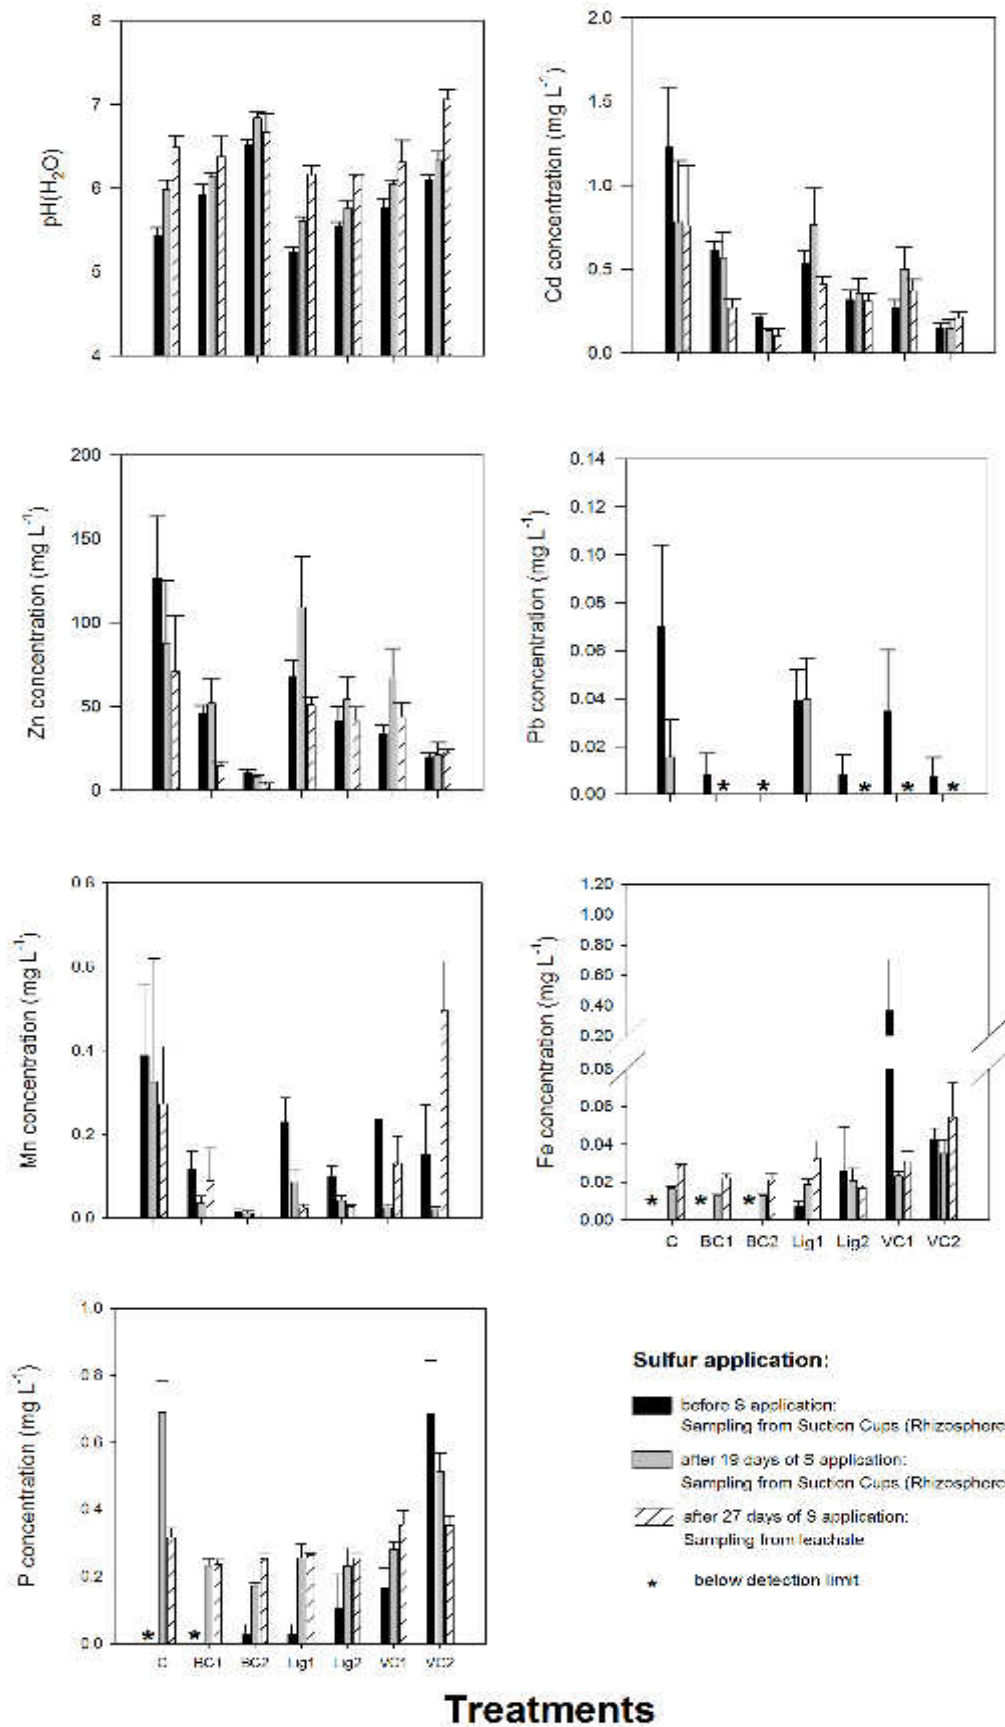 8
7
6
5
4
pH(H₂O)
2.0
1.5
1.0
0.5
0.0
Cd concentration (mg L⁻¹)
200
150
100
50
0
Zn concentration (mg L⁻¹)
0.14
0.12
0.10
0.08
0.06
0.04
0.02
0.00
Pb concentration (mg L⁻¹)
* * * * *
0.8
0.6
0.4
0.2
0.0
Mn concentration (mg L⁻¹)
1.20
1.00
0.80
0.60
0.40
0.20
0.08
0.06
0.04
0.02
0.00
Fe concentration (mg L⁻¹)
* * *
C BC1 BC2 Lig1 Lig2 VC1 VC2
1.0
0.8
0.6
0.4
0.2
0.0
P concentration (mg L⁻¹)
* *
C BC1 BC2 Lig1 Lig2 VC1 VC2
Sulfur application:
before S application:
Sampling from Suction Cups (Rhizosphere
after 19 days of S application:
Sampling from Suction Cups (Rhizosphere
after 27 days of S application:
Sampling from leachate
* below detection limit
Treatments